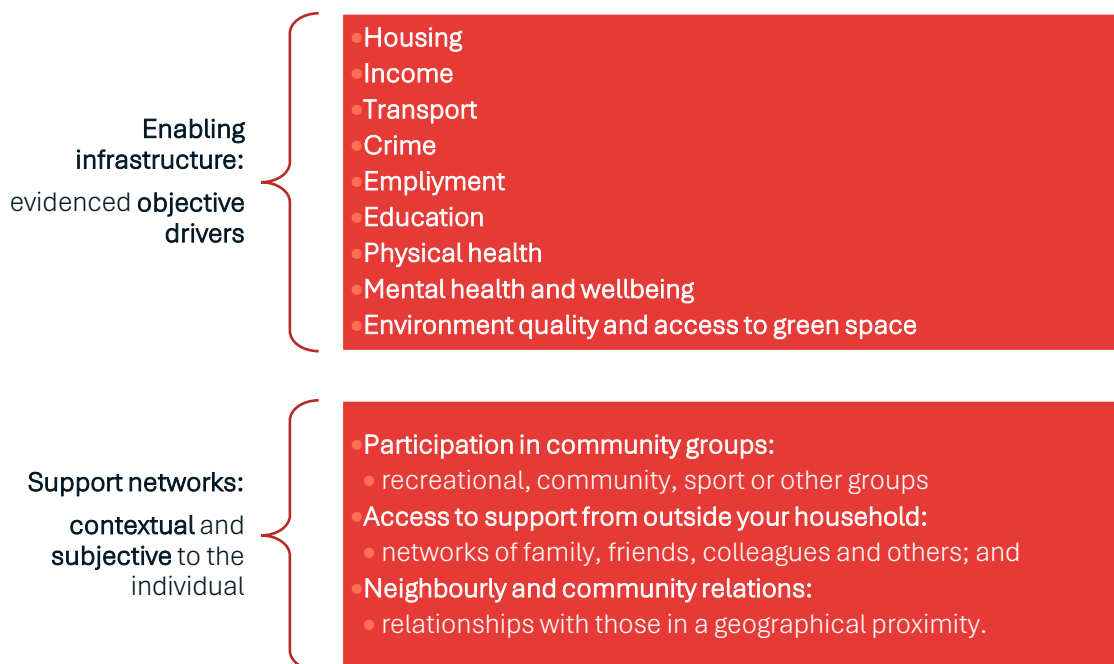 Enabling
infrastructure:
evidenced objective
drivers
•Housing
•Income
•Transport
•Crime
•Empliyment
•Education
•Physical health
•Mental health and wellbeing
•Environment quality and access to green space
Support networks:
contextual and
subjective to the
individual
•Participation in community groups:
• recreational, community, sport or other groups
•Access to support from outside your household:
• networks of family, friends, colleagues and others; and
•Neighbourly and community relations:
• relationships with those in a geographical proximity.